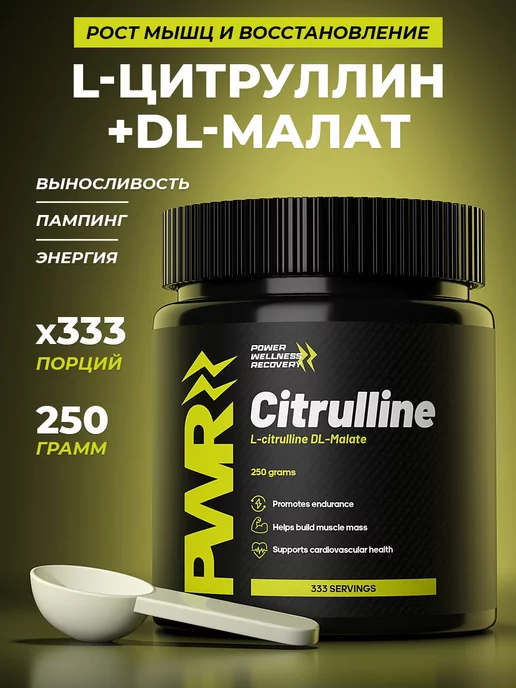 РОСТ МЫШЦ И ВОССТАНОВЛЕНИЕ
L-ЦИТРУЛЛИН
+DL-МАЛАТ
ВЫНОСЛИВОСТЬ
ПАМПИНГ
ЭНЕРГИЯ
x333
ПОРЦИЙ
250
ГРАММ
PWR
POWER
WELLNESS
RECOVERY
Citrulline
L-citrulline DL-Malate
250 grams
Promotes endurance
Helps build muscle mass
Supports cardiovascular health
333 SERVINGS